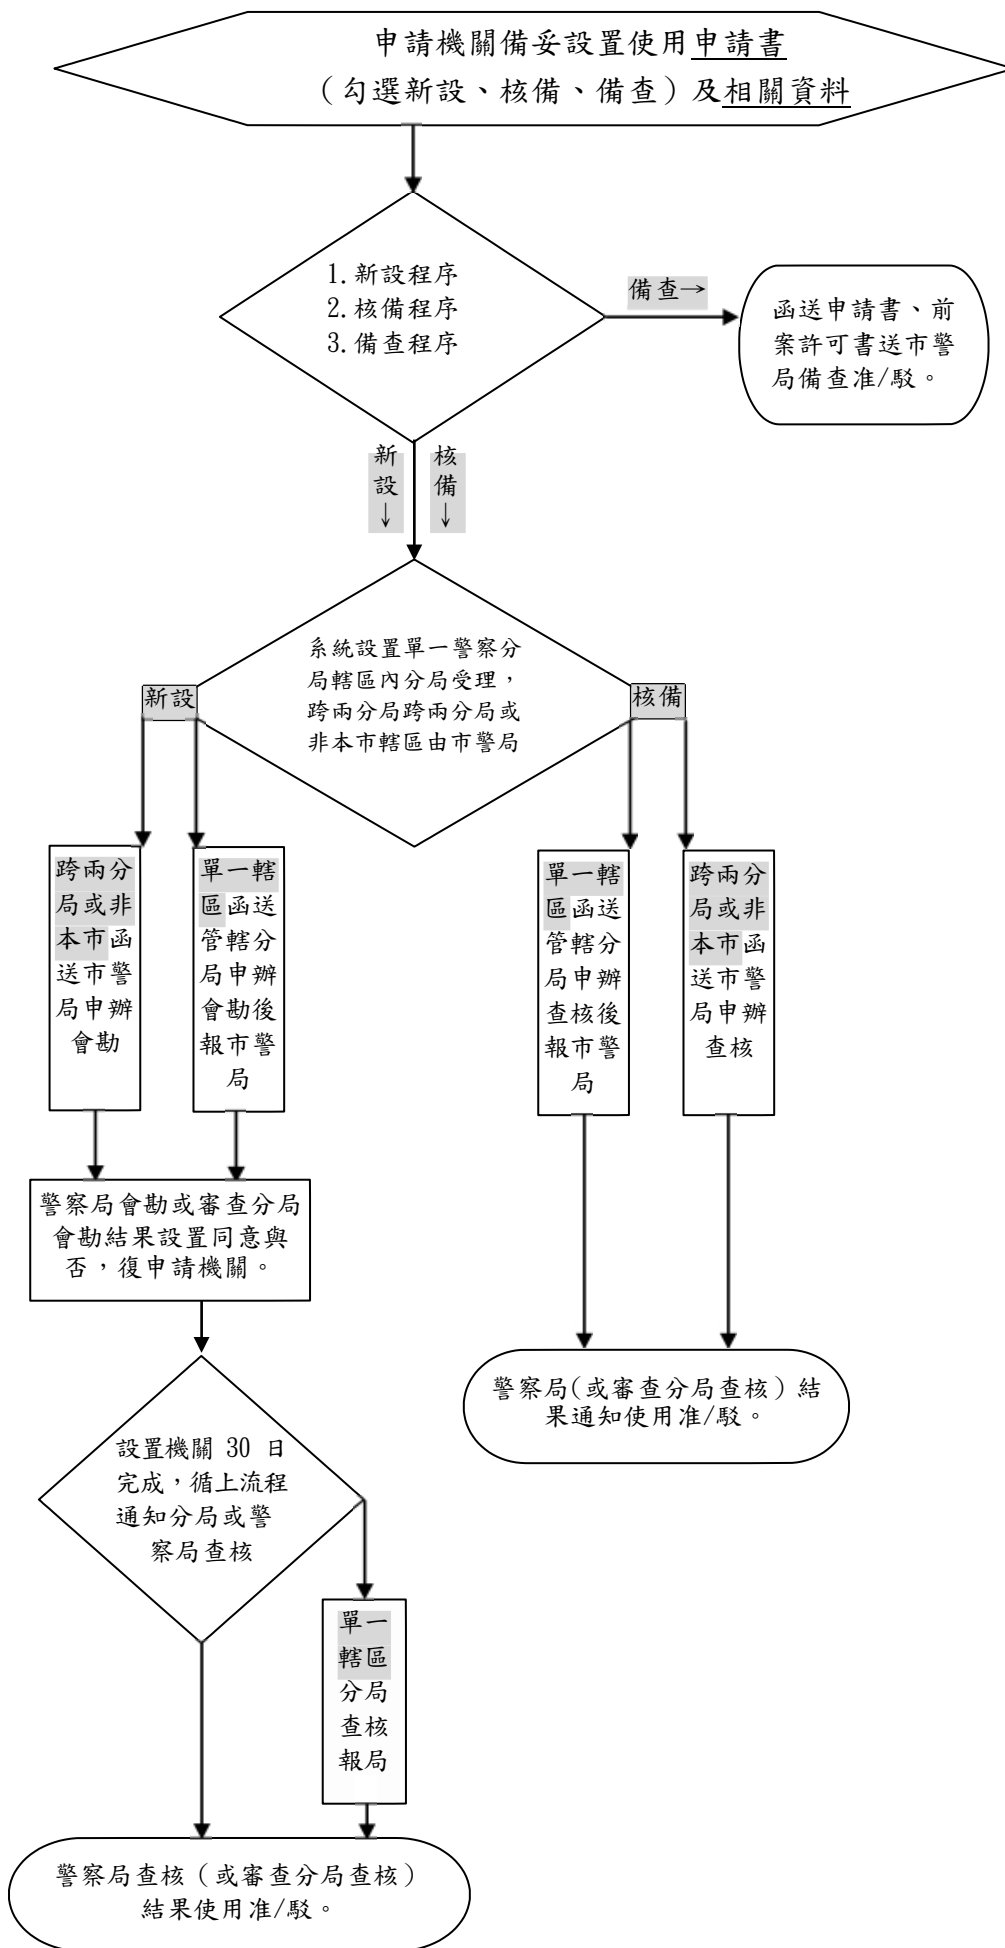 申請機關備妥設置使用申請書
（勾選新設、核備、備查）及相關資料
1.新設程序
2.核備程序
3.備查程序
備查→
函送申請書、前
案許可書送市警
局備查准/駁。
新
設
↓
核
備
↓
系統設置單一警察分
局轄區內分局受理，
跨兩分局跨兩分局或
非本市轄區由市警局
新設
核備
跨兩分
局或非
本市函
送市警
局申辦
會勘
單一轄
區函送
管轄分
局申辦
會勘後
報市警
局
單一轄
區函送
管轄分
局申辦
查核後
報市警
局
跨兩分
局或非
本市函
送市警
局申辦
查核
警察局會勘或審查分局
會勘結果設置同意與
否，復申請機關。
警察局(或審查分局查核）結
果通知使用准/駁。
設置機關 30 日
完成，循上流程
通知分局或警
察局查核
單一
轄區
分局
查核
報局
警察局查核（或審查分局查核）
結果使用准/駁。